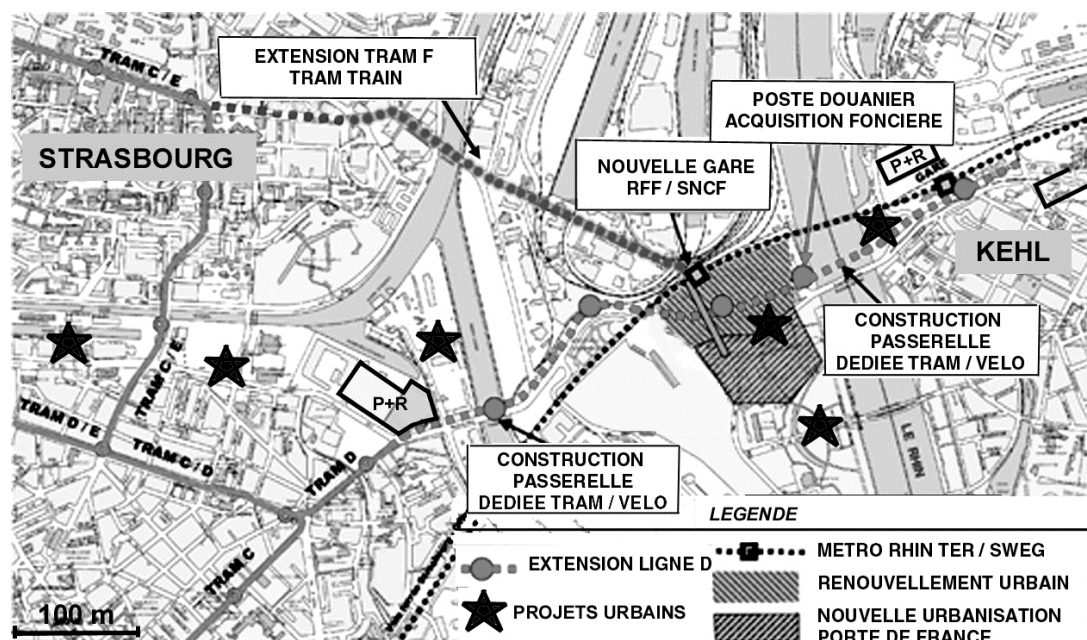 TRAM C / E
EXTENSION TRAM F
TRAM TRAIN
POSTE DOUANIER
ACQUISITION FONCIERE
STRASBOURG
NOUVELLE GARE
RFF / SNCF
P+R
GARE
KEHL
CONSTRUCTION
PASSERELLE
DEDIEE TRAM / VELO
TRAM C/E
P+R
TRAM D/E
TRAM C / D
TRAM D
LE RHIN
CONSTRUCTION
PASSERELLE
DEDIEE TRAM / VELO
TRAM C
100 m
LEGENDE
EXTENSION LIGNE D
PROJETS URBAINS
METRO RHIN TER / SWEG
RENOUVELLEMENT URBAIN
NOUVELLE URBANISATION
PORTE DE FRANCE